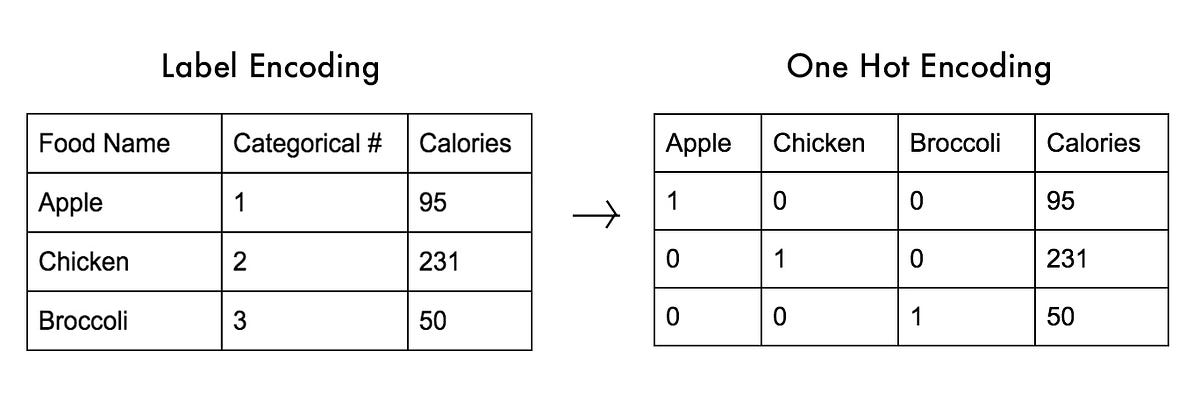 Label Encoding
Food Name Categorical # Calories
Apple 1 95
Chicken 2 231
Broccoli 3 50
→
One Hot Encoding
Apple Chicken Broccoli Calories
1 0 0 95
0 1 0 231
0 0 1 50